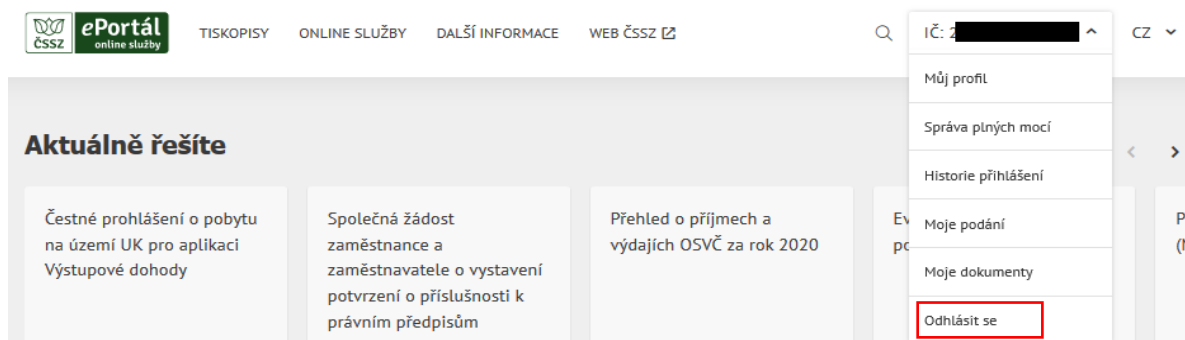 ČSSZ
ePortál
online služby
TISKOPISY
ONLINE SLUŽBY
DALŠÍ INFORMACE
WEB ČSSZ
IČ: 2
CZ
Můj profil
Správa plných mocí
Historie přihlášení
Moje podání
Moje dokumenty
Odhlásit se
Aktuálně řešíte
Čestné prohlášení o pobytu
na území UK pro aplikaci
Výstupové dohody
Společná žádost
zaměstnance a
zaměstnavatele o vystavení
potvrzení o příslušnosti k
právním předpisům
Přehled o příjmech a
výdajích OSVČ za rok 2020